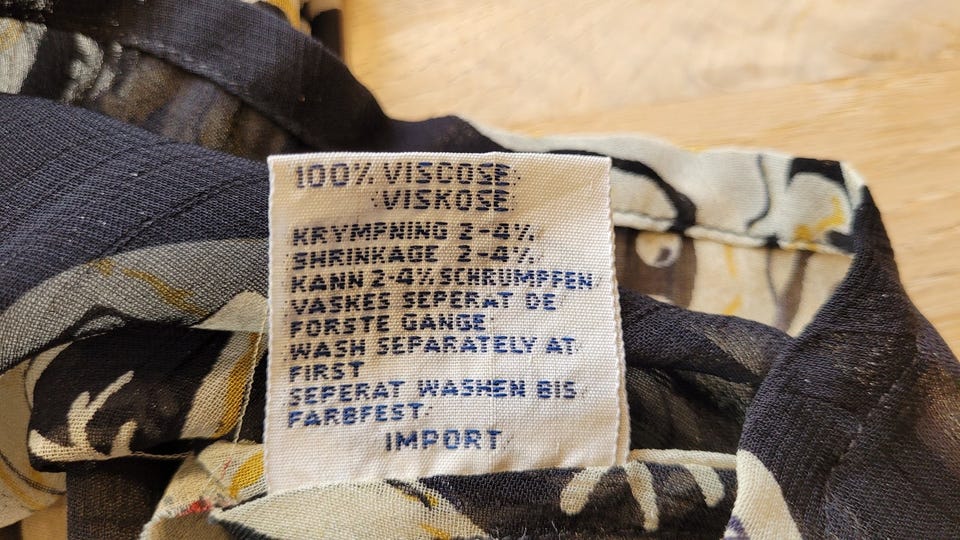 100% VISCOSE
VISKOSE
KRYMPNING 2-4%
SHRINKAGE 2-4%
KANN 2-4% SCHRUMPFEN
VASKES SEPERAT DE
FORSTE GANGE
WASH SEPARATELY AT
FIRST
SEPERAT WASHEN BIS
FARBFEST
IMPORT